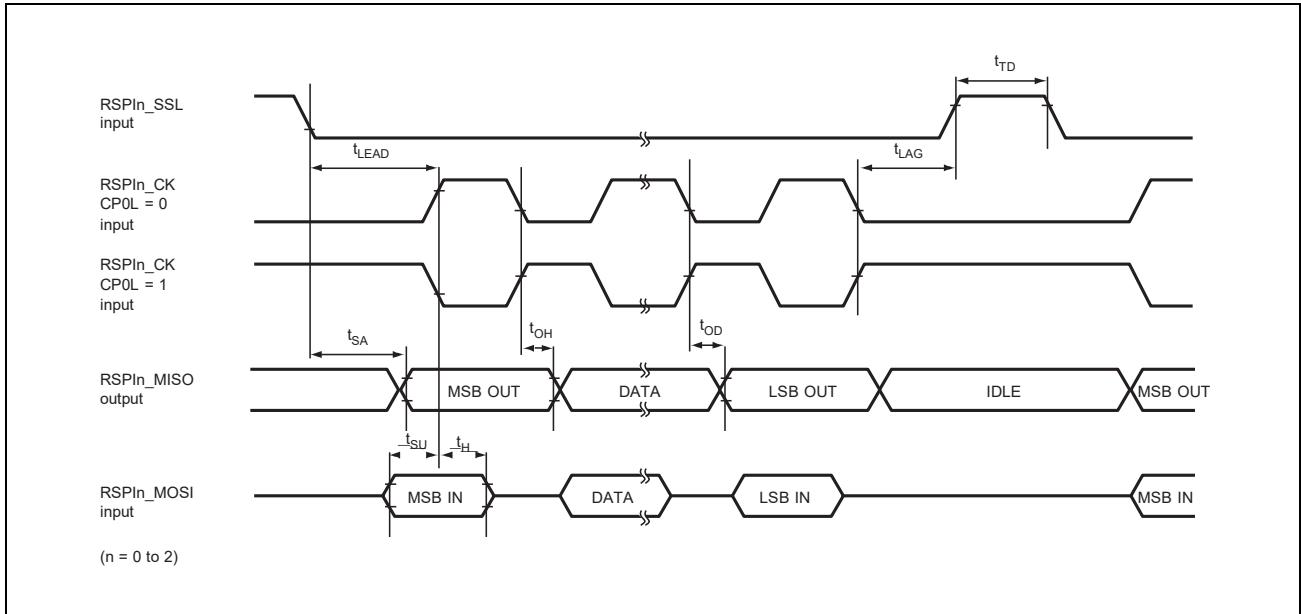 tTD
RSPIn_SSL
input
tLEAD
tLAG
RSPIn_CK
CP0L = 0
input
RSPIn_CK
CP0L = 1
input
tSA
tOH
tOD
RSPIn_MISO
output
MSB OUT
DATA
LSB OUT
IDLE
MSB OUT
tSU
tH
RSPIn_MOSI
input
MSB IN
DATA
LSB IN
MSB IN
(n = 0 to 2)